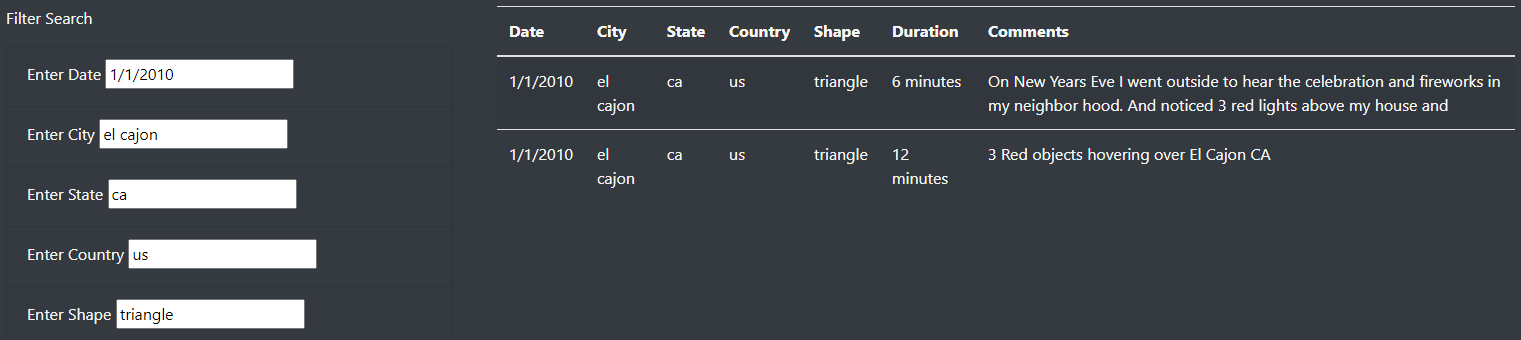 Filter Search
Enter Date 1/1/2010
Enter City el cajon
Enter State ca
Enter Country us
Enter Shape triangle
Date City State Country Shape Duration Comments
1/1/2010 el ca us triangle 6 minutes On New Years Eve I went outside to hear the celebration and fireworks in
cajon my neighbor hood. And noticed 3 red lights above my house and
1/1/2010 el ca us triangle 12 3 Red objects hovering over El Cajon CA
cajon minutes